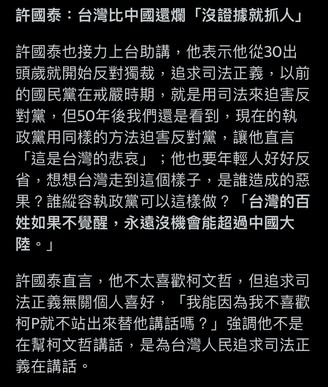 許國泰：台灣比中國還爛「沒證據就抓人」
許國泰也接力上台助講，他表示他從30出
頭歲就開始反對獨裁，追求司法正義，以前
的國民黨在戒嚴時期，就是用司法來迫害反
對黨，但50年後我們還是看到，現在的執
政黨用同樣的方法迫害反對黨，讓他直言
「這是台灣的悲哀」；他也要年輕人好好反
省，想想台灣走到這個樣子，是誰造成的惡
果？誰縱容執政黨可以這樣做？「台灣的百
姓如果不覺醒，永遠沒機會能超過中國大
陸。」
許國泰直言，他不太喜歡柯文哲，但追求司
法正義無關個人喜好，「我能因為我不喜歡
柯P就不站出來替他講話嗎？」強調他不是
在幫柯文哲講話，是為台灣人民追求司法正
義在講話。